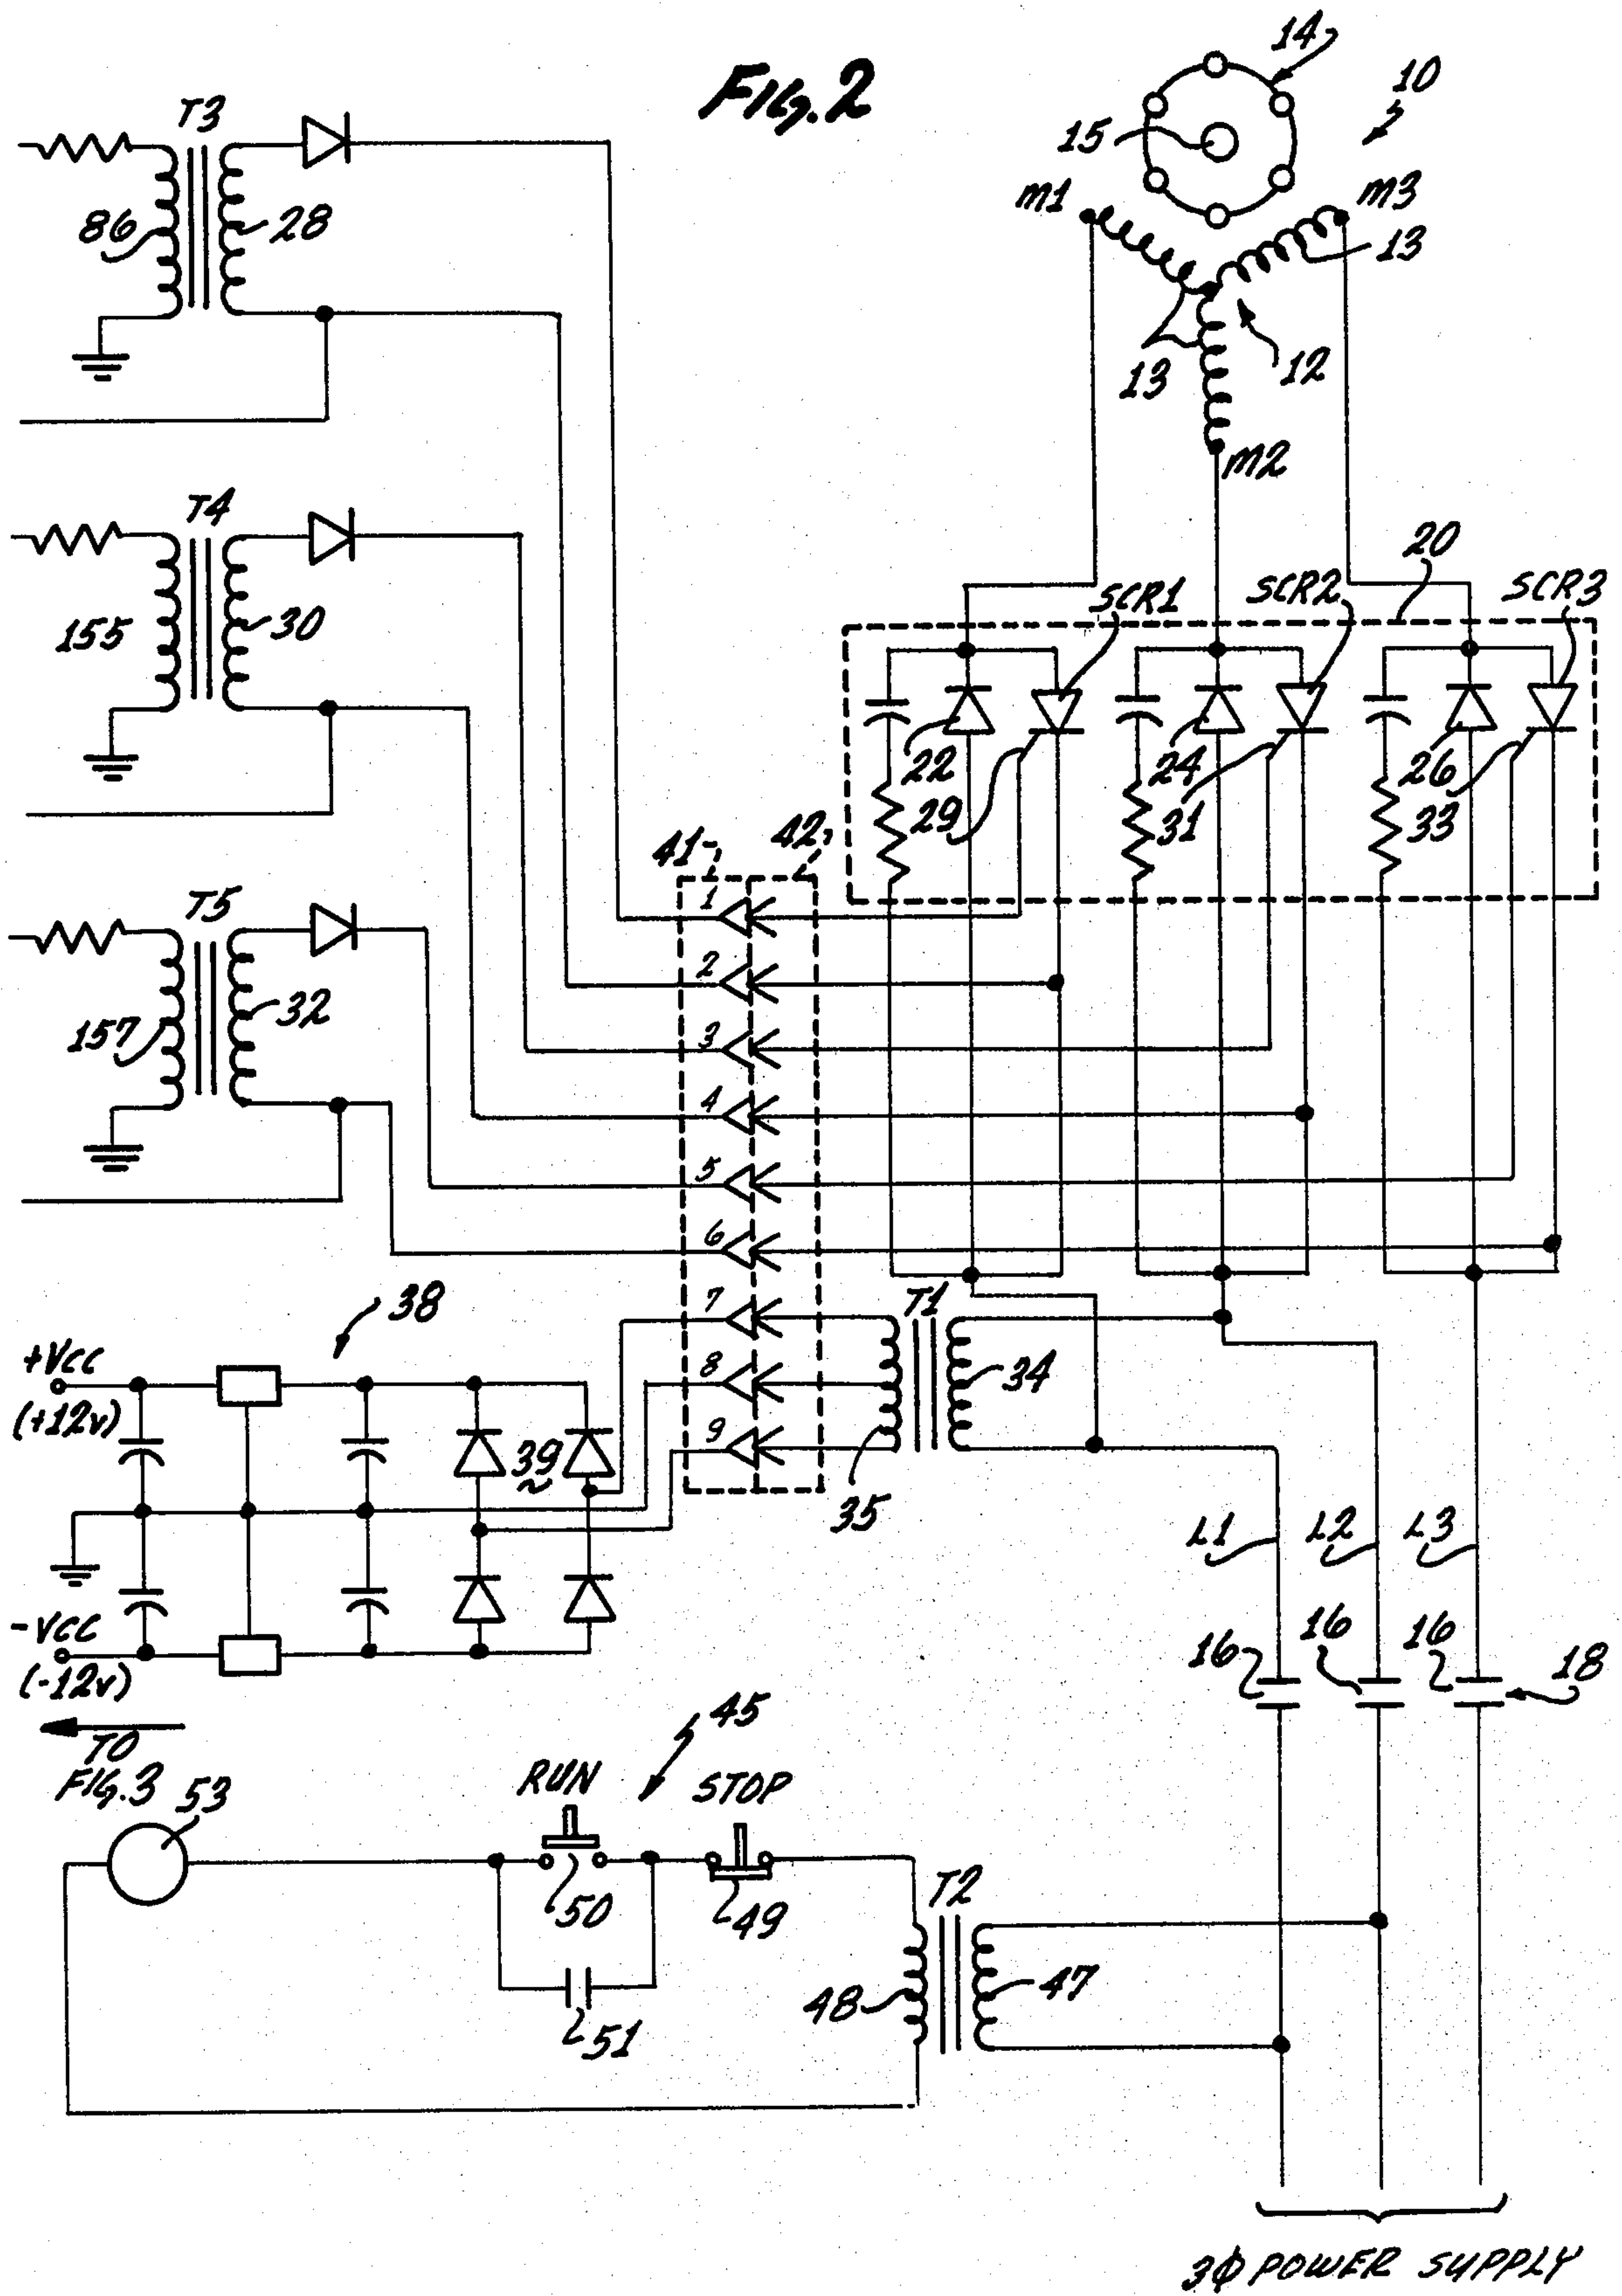 FIG. 2
14
10
15
m1
m3
13
13
12
m2
T3
86
28
T4
155
30
T5
157
32
20
SCR1
SCR2
SCR3
22
24
26
29
31
33
41
42
1
2
3
4
5
6
7
8
9
T1
34
35
38
+VCC
(+12v)
39
-VCC
(-12v)
TO
FIG. 3
L1
L2
L3
16
16
16
18
45
RUN
STOP
53
50
49
51
T2
48
47
3Φ POWER SUPPLY